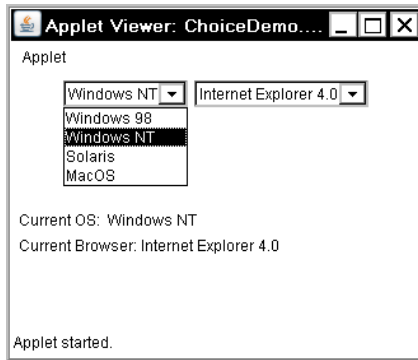 Applet Viewer: ChoiceDemo....
Applet
Windows NT Internet Explorer 4.0
Windows 98
Windows NT
Solaris
MacOS
Current OS: Windows NT
Current Browser: Internet Explorer 4.0
Applet started.